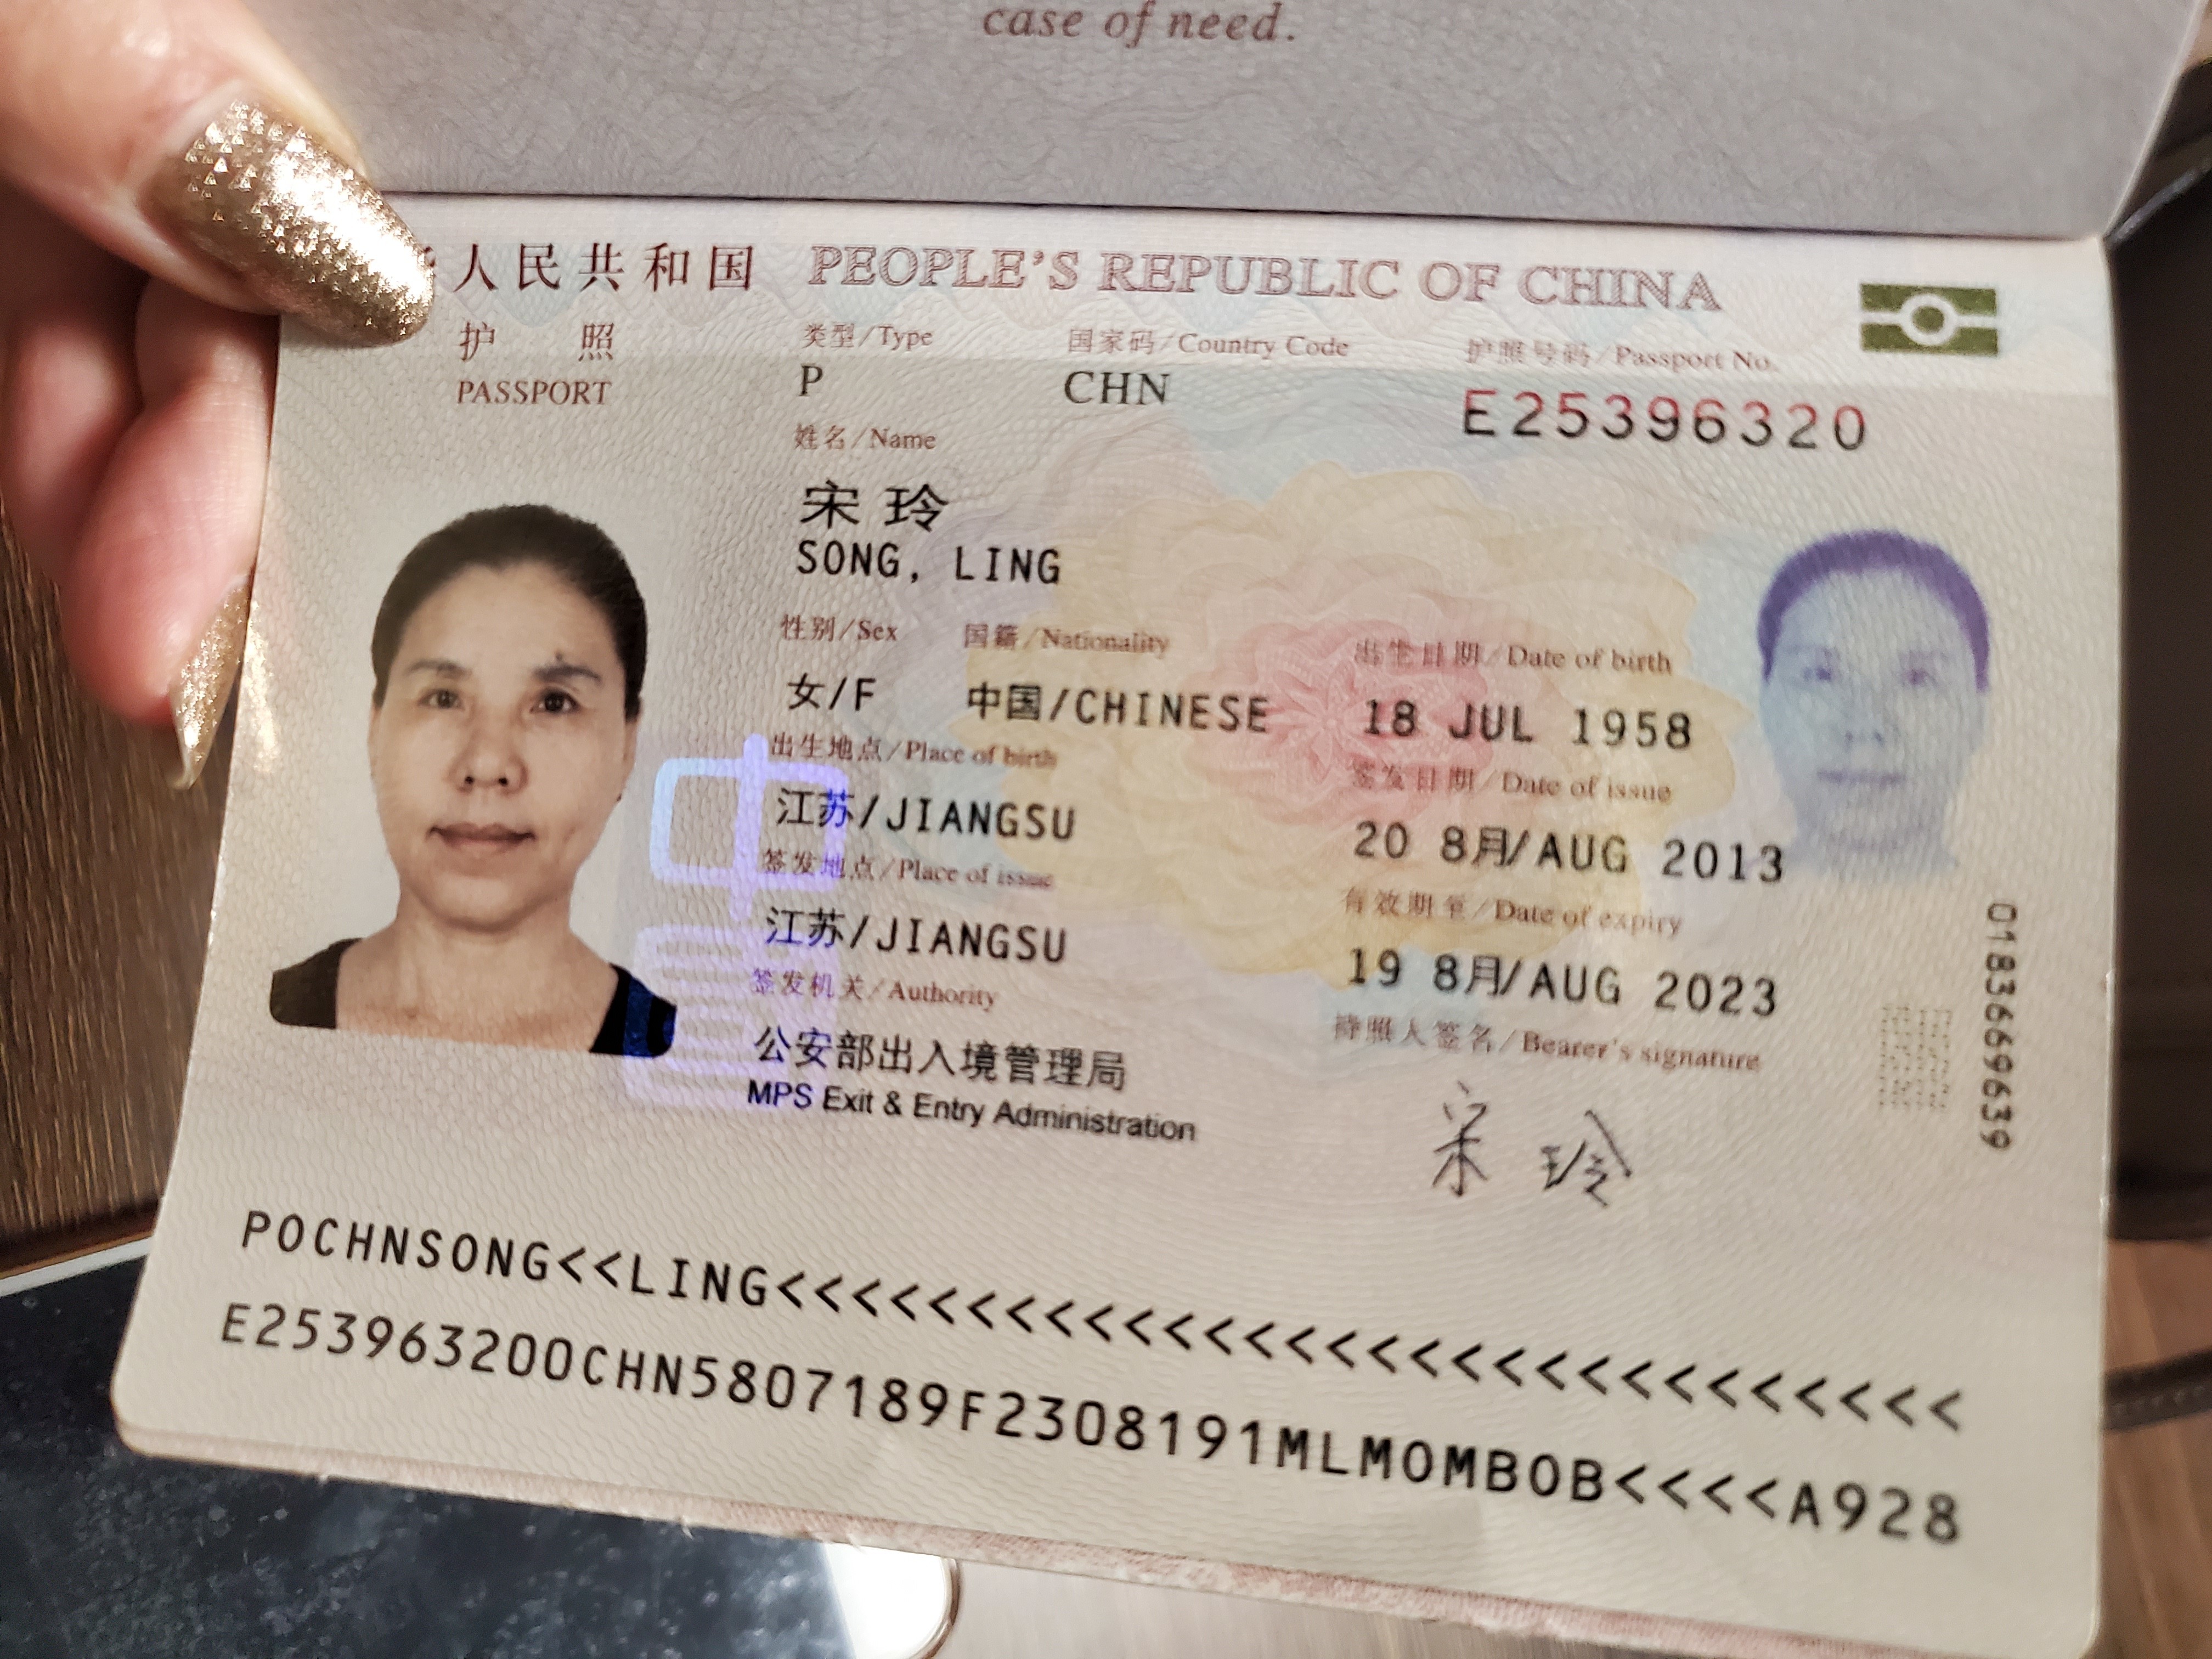 case of need.
人民共和国 PEOPLE'S REPUBLIC OF CHINA
护 照 类型/Type 国家码/Country Code 护照号码/Passport No.
PASSPORT P CHN E25396320
姓名/Name
宋玲
SONG, LING
性别/Sex 国籍/Nationality 出生日期/Date of birth
女/F 中国/CHINESE 18 JUL 1958
出生地点/Place of birth 签发日期/Date of issue
江苏/JIANGSU 20 8月/AUG 2013
签发地点/Place of issue 有效期至/Date of expiry
江苏/JIANGSU 19 8月/AUG 2023
签发机关/Authority 持照人签名/Bearer's signature
公安部出入境管理局
MPS Exit & Entry Administration
宋玲
0183669639
中国
POCHNSONG<<LING<<<<<<<<<<<<<<<<<<<<<<<<<<<<<
E253963200CHN5807189F2308191MLMOMBOB<<<<A928